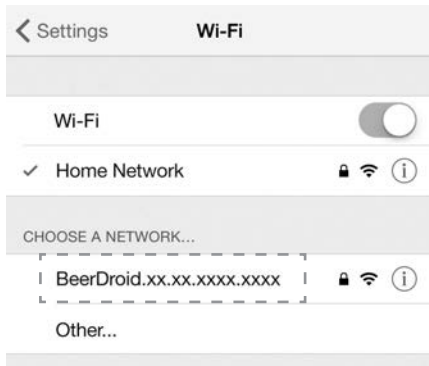 Settings Wi-Fi
Wi-Fi
Home Network
CHOOSE A NETWORK...
BeerDroid.xx.xx.xxxx.xxxx
Other...